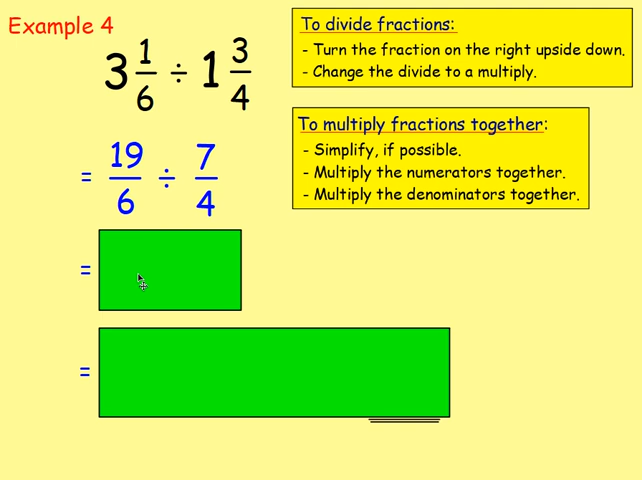 Example 4
3 1/6 ÷ 1 3/4
= 19/6 ÷ 7/4
=
=
To divide fractions:
- Turn the fraction on the right upside down.
- Change the divide to a multiply.
To multiply fractions together:
- Simplify, if possible.
- Multiply the numerators together.
- Multiply the denominators together.